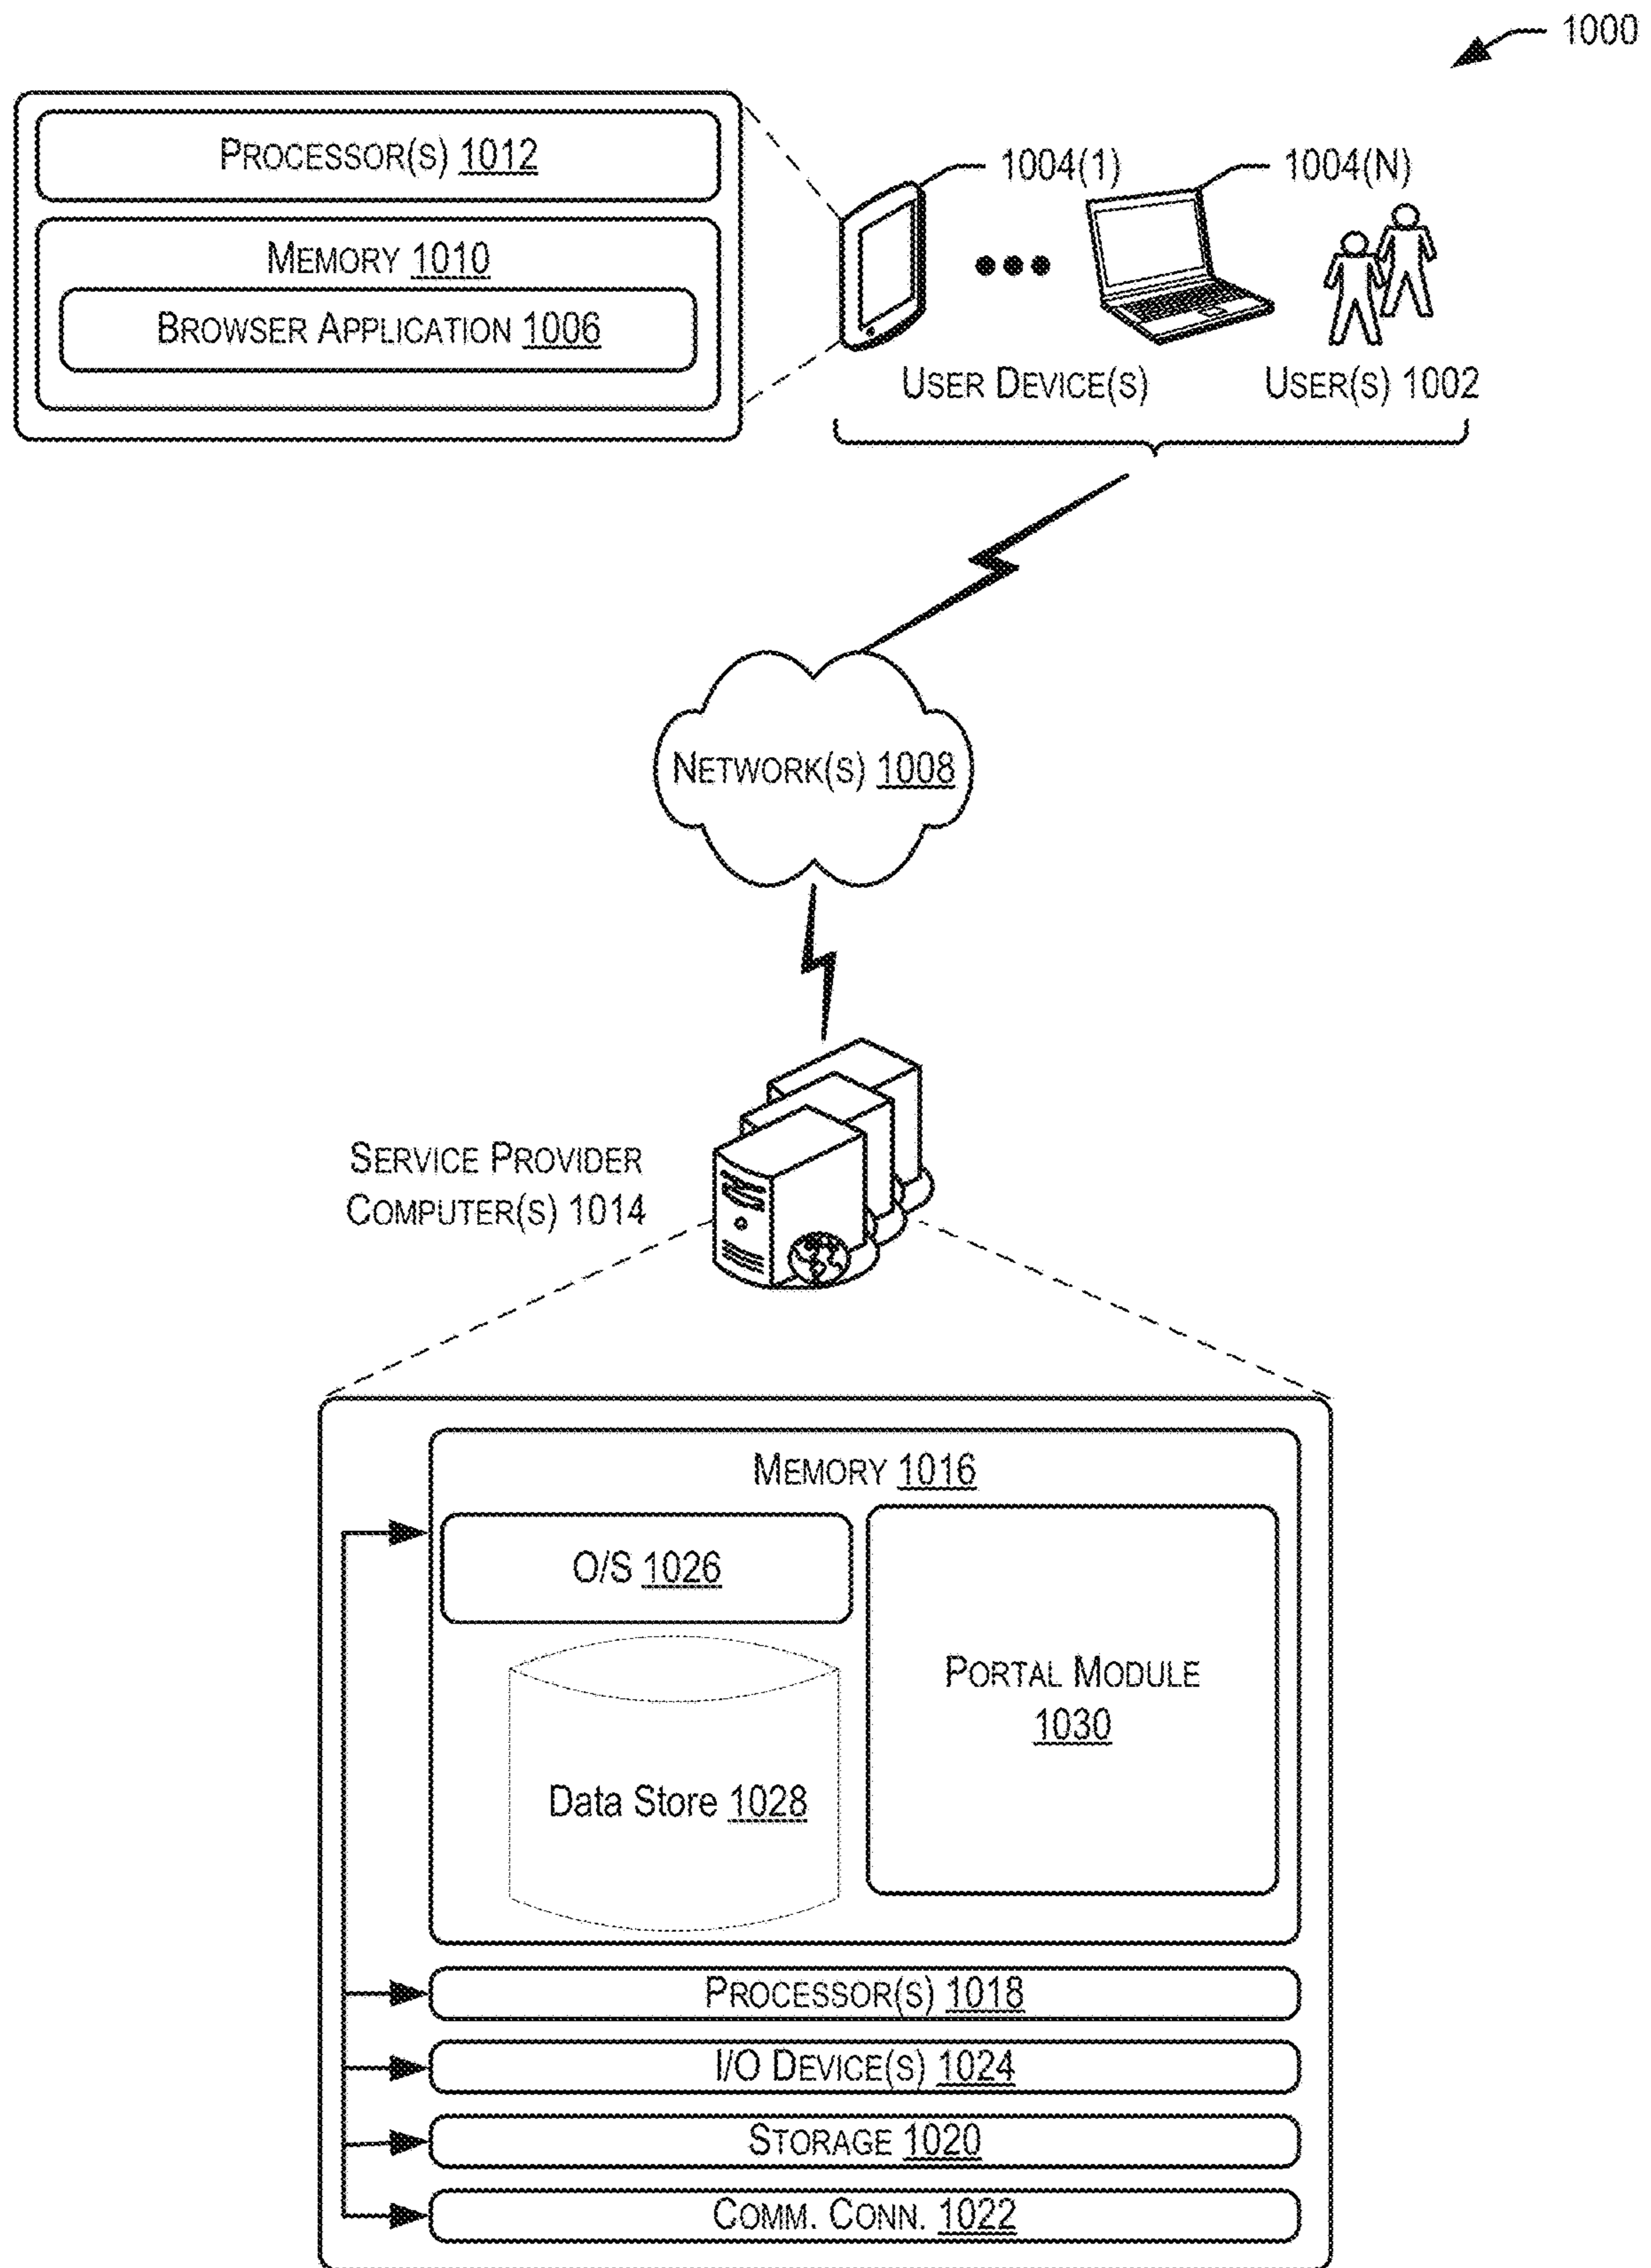 1000
PROCESSOR(S) 1012
MEMORY 1010
BROWSER APPLICATION 1006
1004(1)
1004(N)
USER DEVICE(S)
USER(S) 1002
NETWORK(S) 1008
SERVICE PROVIDER
COMPUTER(S) 1014
MEMORY 1016
O/S 1026
Data Store 1028
PORTAL MODULE
1030
PROCESSOR(S) 1018
I/O DEVICE(S) 1024
STORAGE 1020
COMM. CONN. 1022